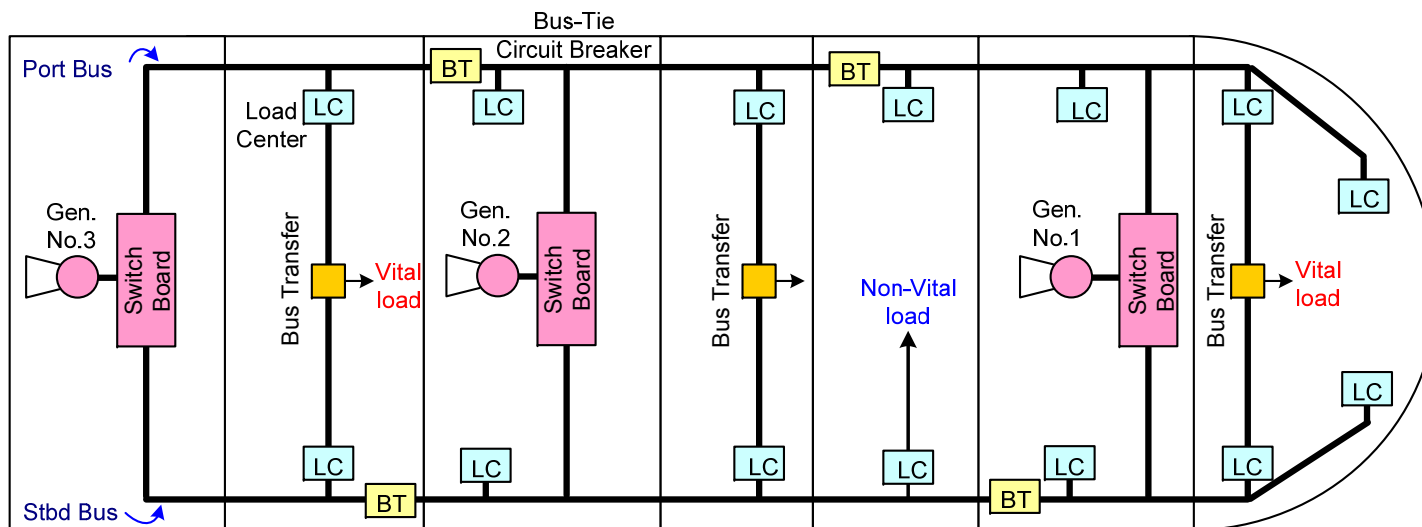 Bus-Tie
Circuit Breaker
Port Bus
BT
BT
LC
LC
LC
LC
LC
LC
Load
Center
LC
Gen.
No.3
Switch
Board
Bus Transfer
Vital
load
Gen.
No.2
Switch
Board
Bus Transfer
Non-Vital
load
Gen.
No.1
Switch
Board
Bus Transfer
Vital
load
LC
LC
LC
LC
LC
LC
LC
Stbd Bus
BT
BT